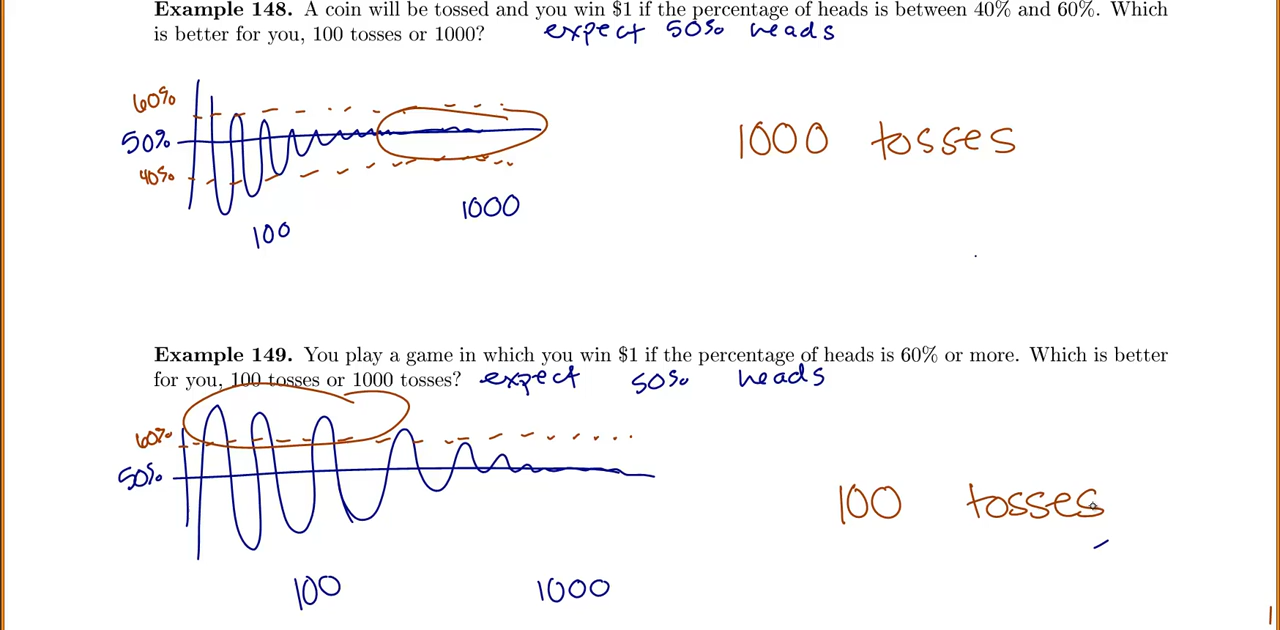 Example 148. A coin will be tossed and you win $1 if the percentage of heads is between 40% and 60%. Which
is better for you, 100 tosses or 1000? expect 50% heads
60%
50%
40%
1000 tosses
1000
100
Example 149. You play a game in which you win $1 if the percentage of heads is 60% or more. Which is better
for you, 100 tosses or 1000 tosses? expect 50% heads
60%
50%
100 tosses
100 1000